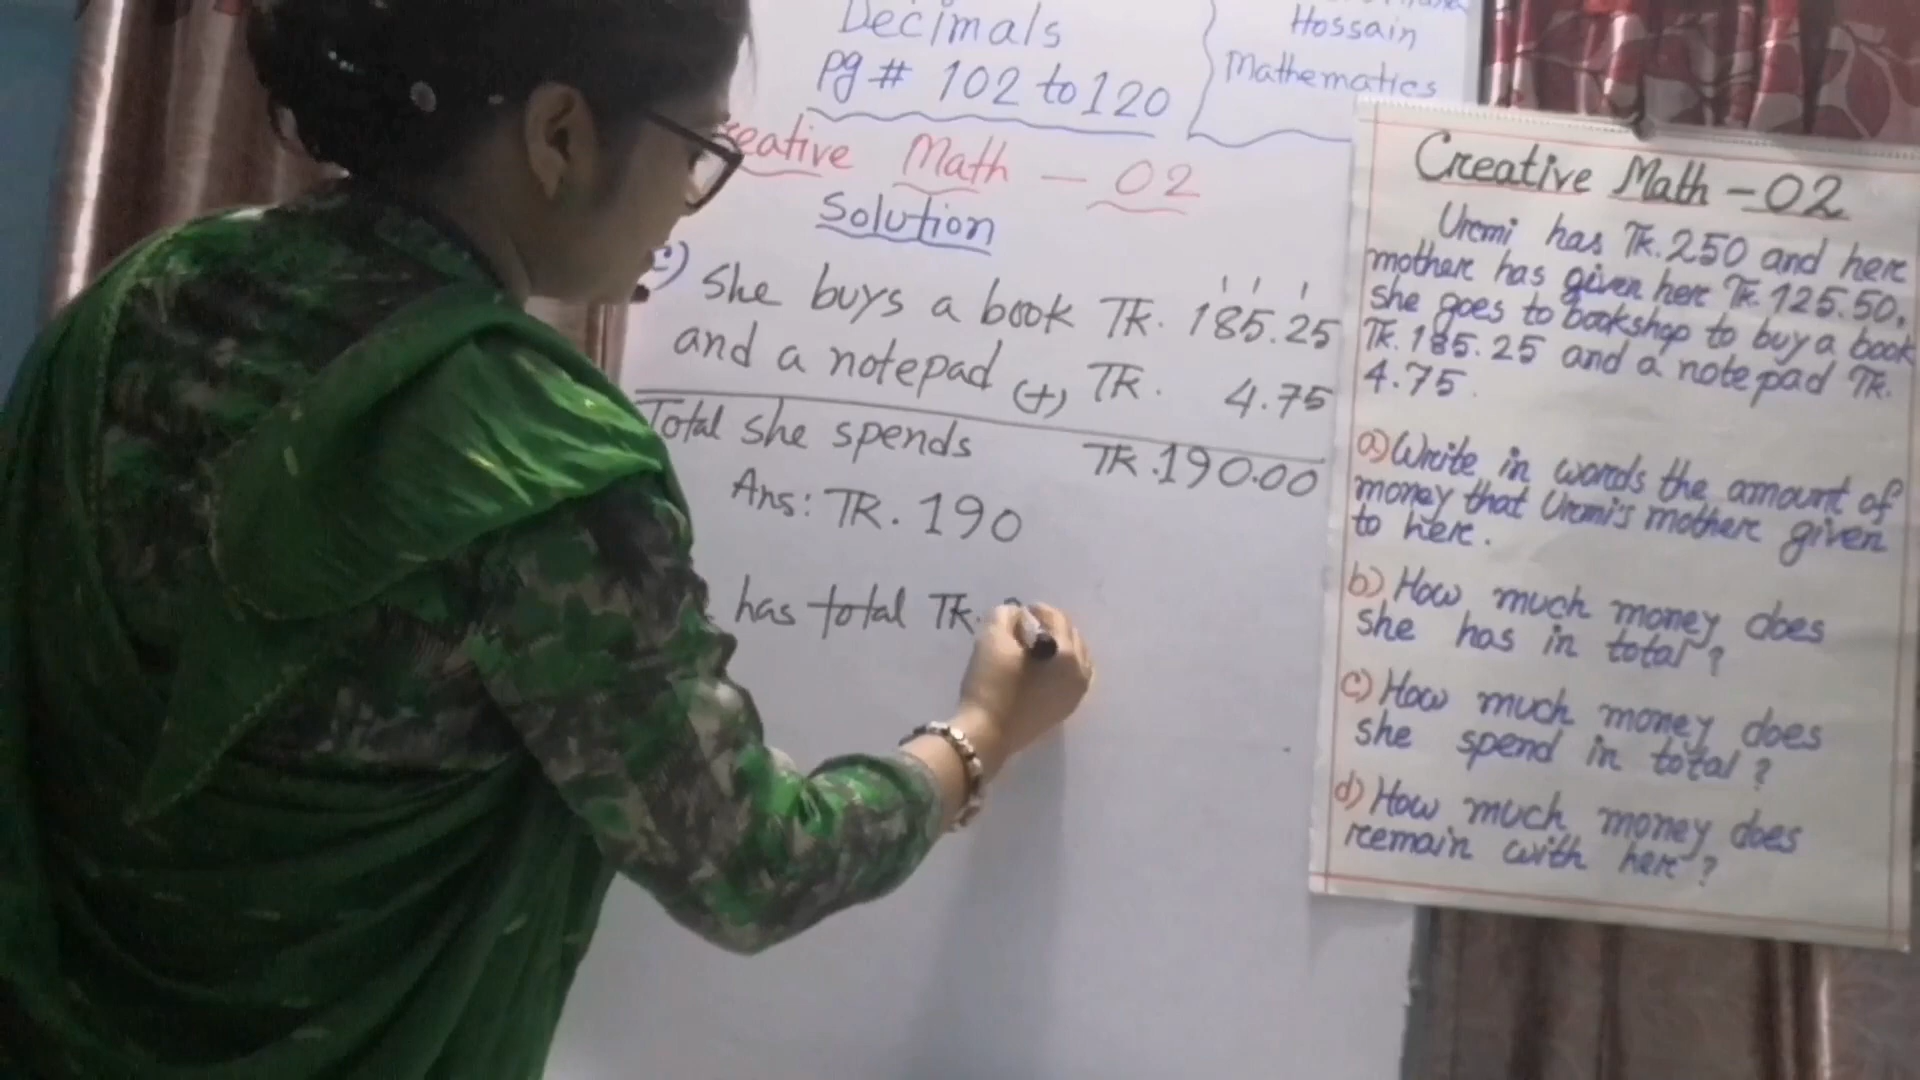 Decimals
pg # 102 to 120
Hossain
Mathematics
Creative Math - 02
Solution
c) She buys a book Tk. 185.25
and a notepad (+) Tk. 4.75
Total she spends Tk. 190.00
Ans: Tk. 190
has total Tk.
Creative Math - 02
Urmi has Tk. 250 and her
mother has given her Tk. 125.50.
She goes to bookshop to buy a book
Tk. 185.25 and a notepad Tk.
4.75.
a) Write in words the amount of
money that Urmi's mother given
to her.
b) How much money does
she has in total?
c) How much money does
she spend in total?
d) How much money does
remain with her?